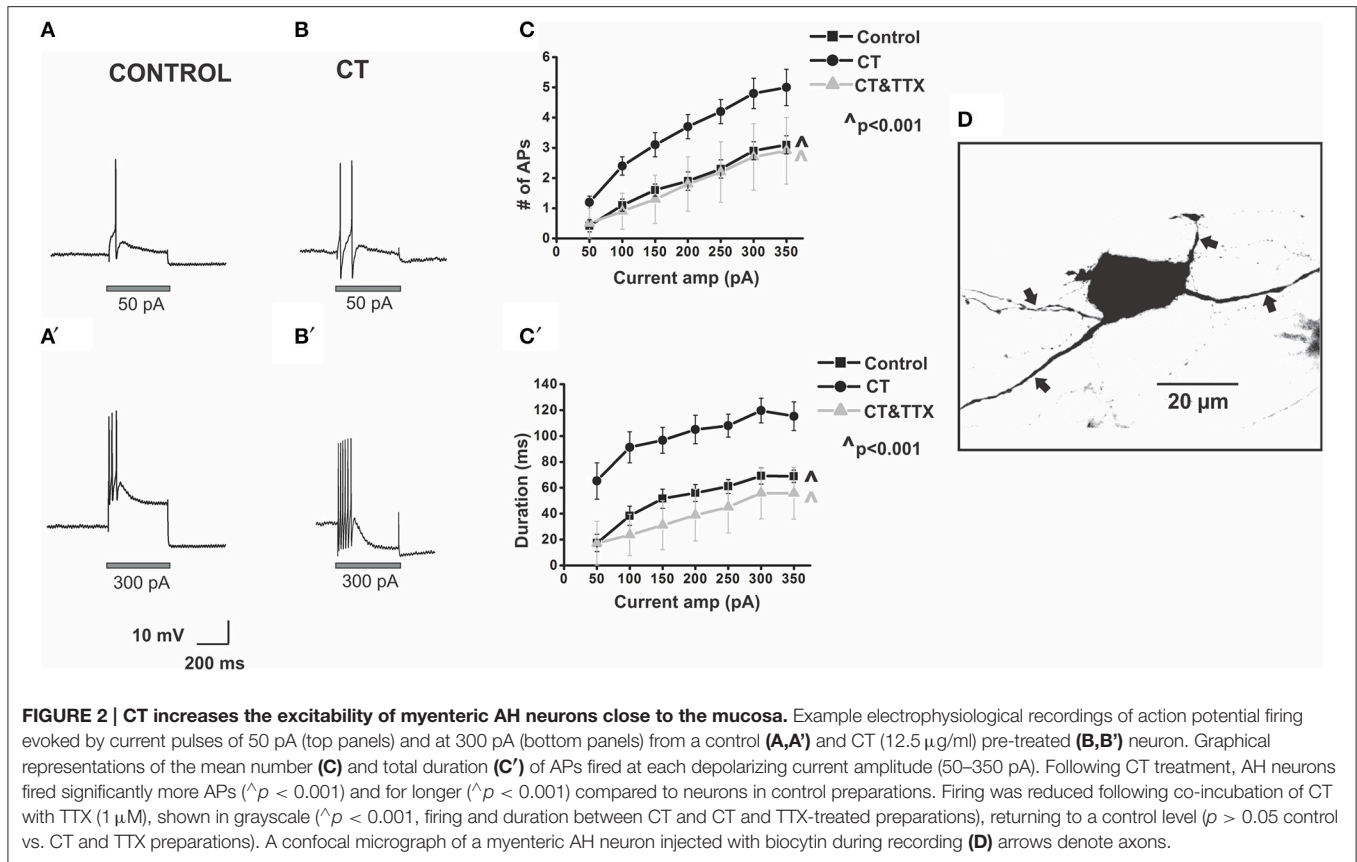 A
CONTROL
50 pA
B
CT
50 pA
C
Control
CT
CT&TTX
^p<0.001
6
5
4
3
2
1
0
# of APs
^
^
0 50 100 150 200 250 300 350
Current amp (pA)
D
20 µm
A′
300 pA
10 mV
200 ms
B′
300 pA
C′
Control
CT
CT&TTX
^p<0.001
140
120
100
80
60
40
20
0
Duration (ms)
^
^
0 50 100 150 200 250 300 350
Current amp (pA)
FIGURE 2 | CT increases the excitability of myenteric AH neurons close to the mucosa. Example electrophysiological recordings of action potential firing
evoked by current pulses of 50 pA (top panels) and at 300 pA (bottom panels) from a control (A,A') and CT (12.5 µg/ml) pre-treated (B,B') neuron. Graphical
representations of the mean number (C) and total duration (C′) of APs fired at each depolarizing current amplitude (50–350 pA). Following CT treatment, AH neurons
fired significantly more APs (^p < 0.001) and for longer (^p < 0.001) compared to neurons in control preparations. Firing was reduced following co-incubation of CT
with TTX (1 µM), shown in grayscale (^p < 0.001, firing and duration between CT and CT and TTX-treated preparations), returning to a control level (p > 0.05 control
vs. CT and TTX preparations). A confocal micrograph of a myenteric AH neuron injected with biocytin during recording (D) arrows denote axons.